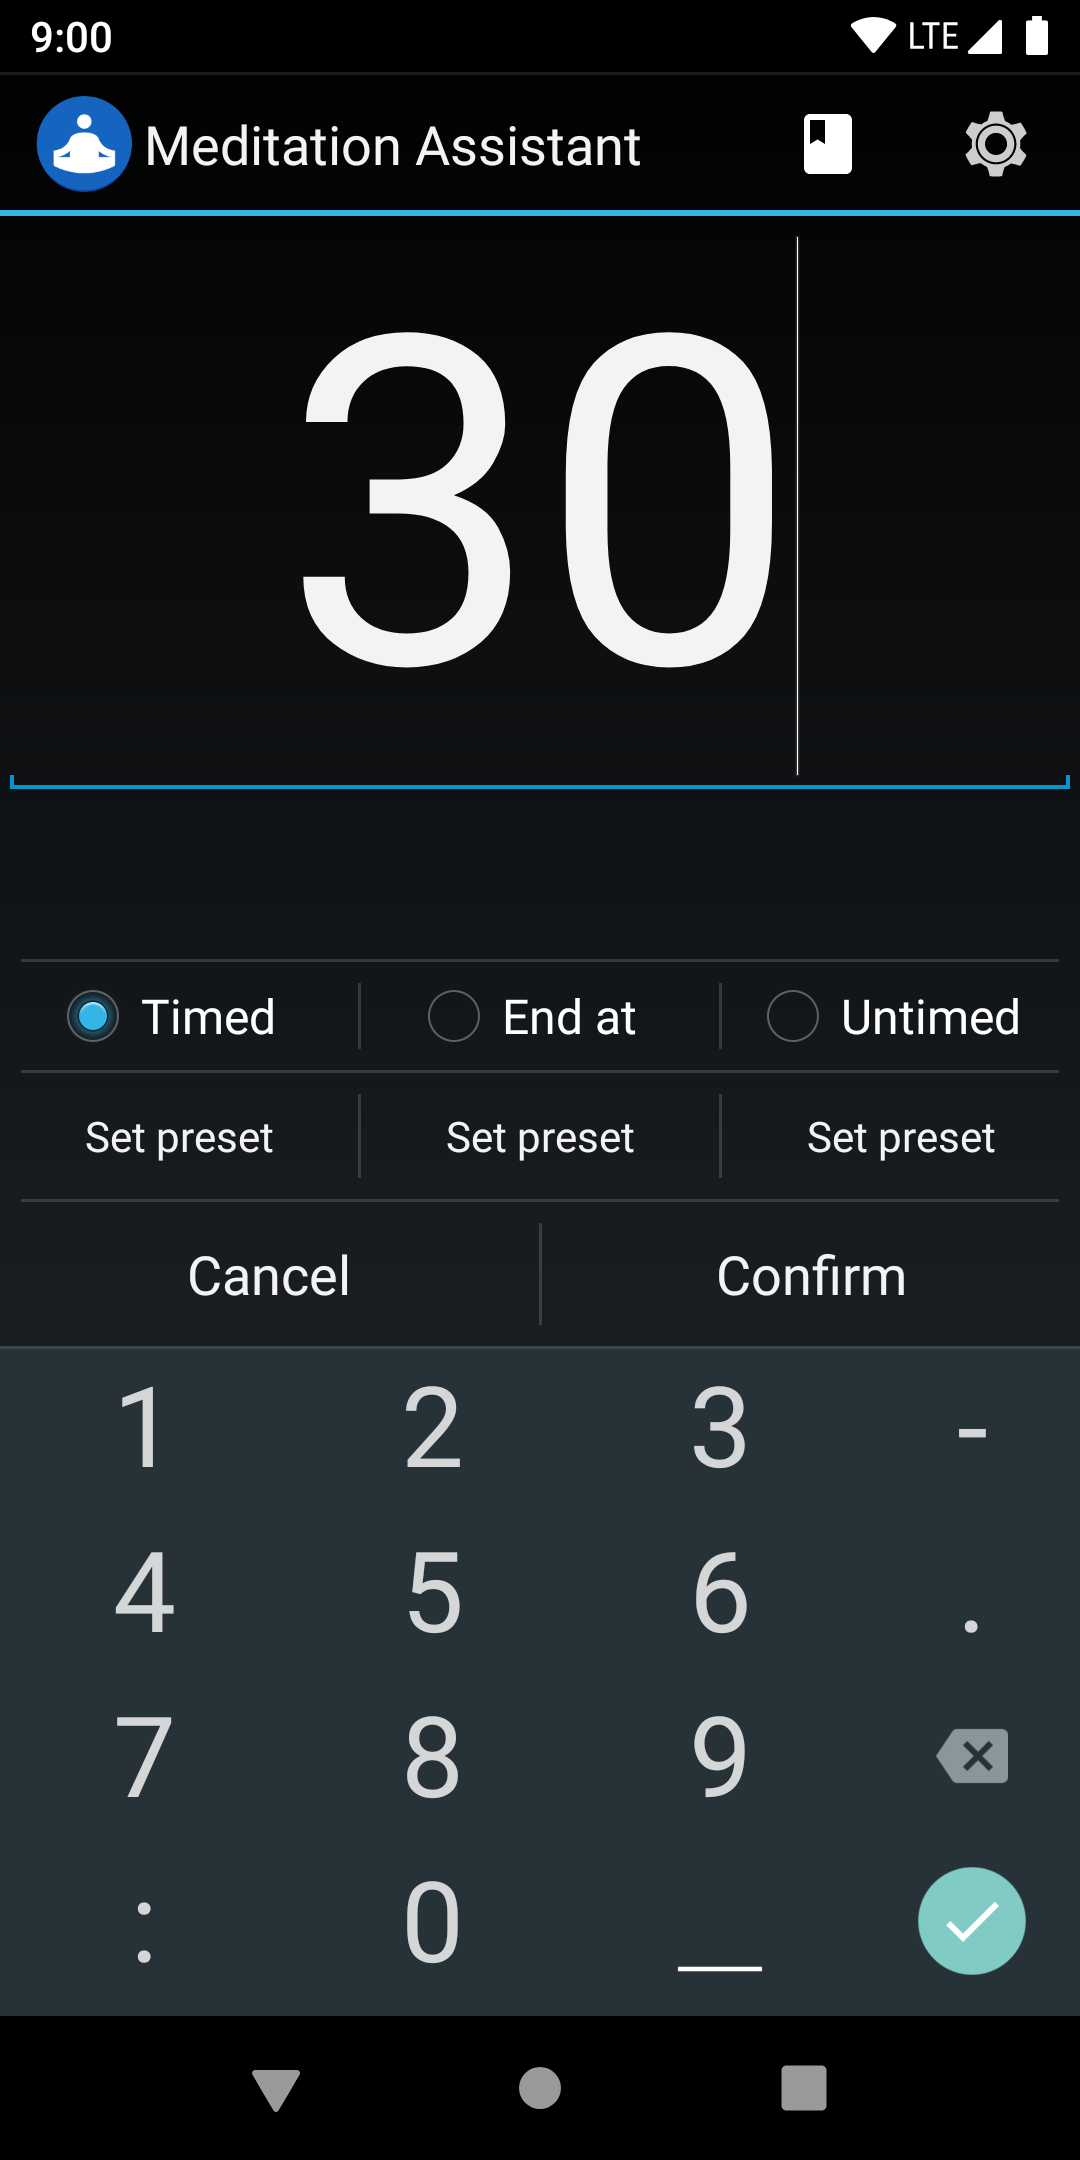 9:00 LTE
Meditation Assistant
30
Timed End at Untimed
Set preset Set preset Set preset
Cancel Confirm
1 2 3 -
4 5 6 .
7 8 9
: 0 _